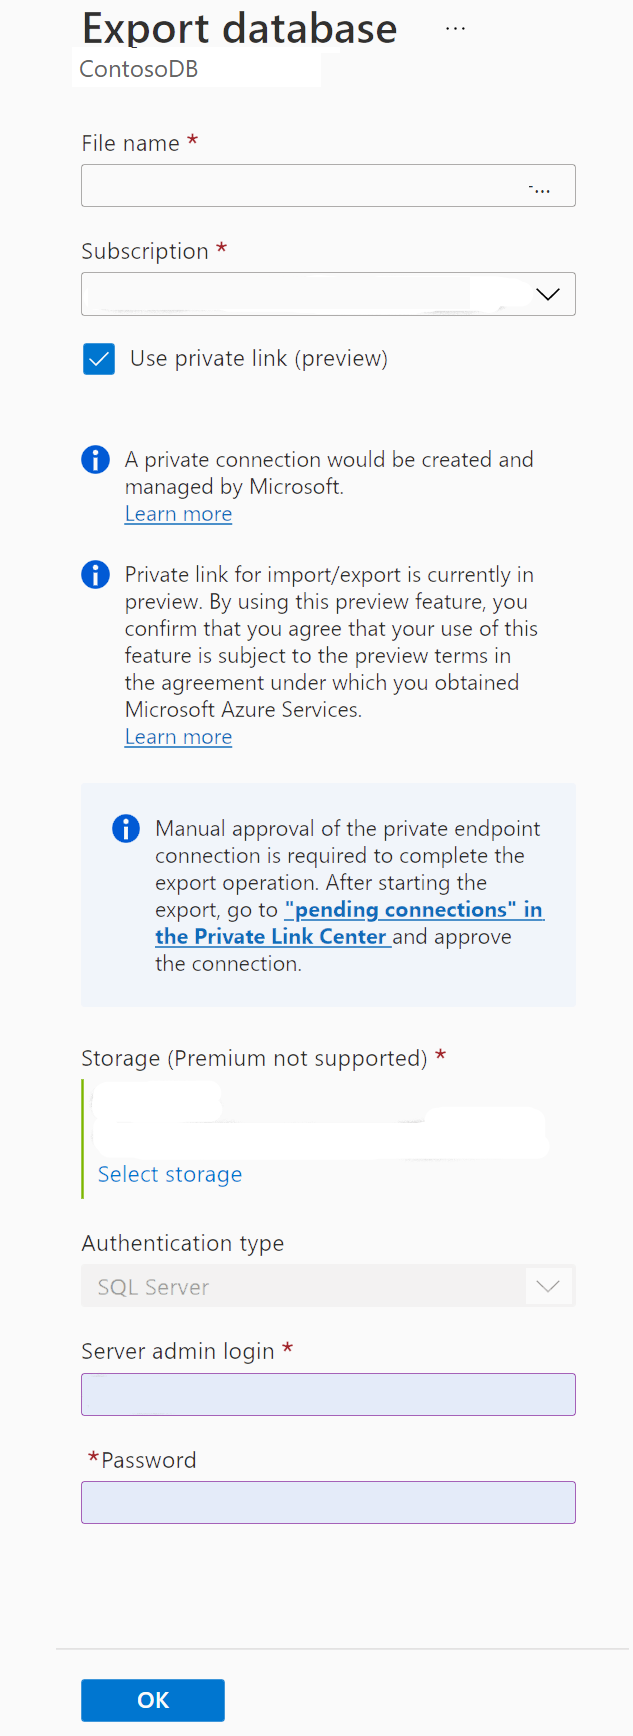 Export database ...
ContosoDB
File name *
-...
Subscription *
Use private link (preview)
A private connection would be created and
managed by Microsoft.
Learn more
Private link for import/export is currently in
preview. By using this preview feature, you
confirm that you agree that your use of this
feature is subject to the preview terms in
the agreement under which you obtained
Microsoft Azure Services.
Learn more
Manual approval of the private endpoint
connection is required to complete the
export operation. After starting the
export, go to "pending connections" in
the Private Link Center and approve
the connection.
Storage (Premium not supported) *
Select storage
Authentication type
SQL Server
Server admin login *
*Password
OK